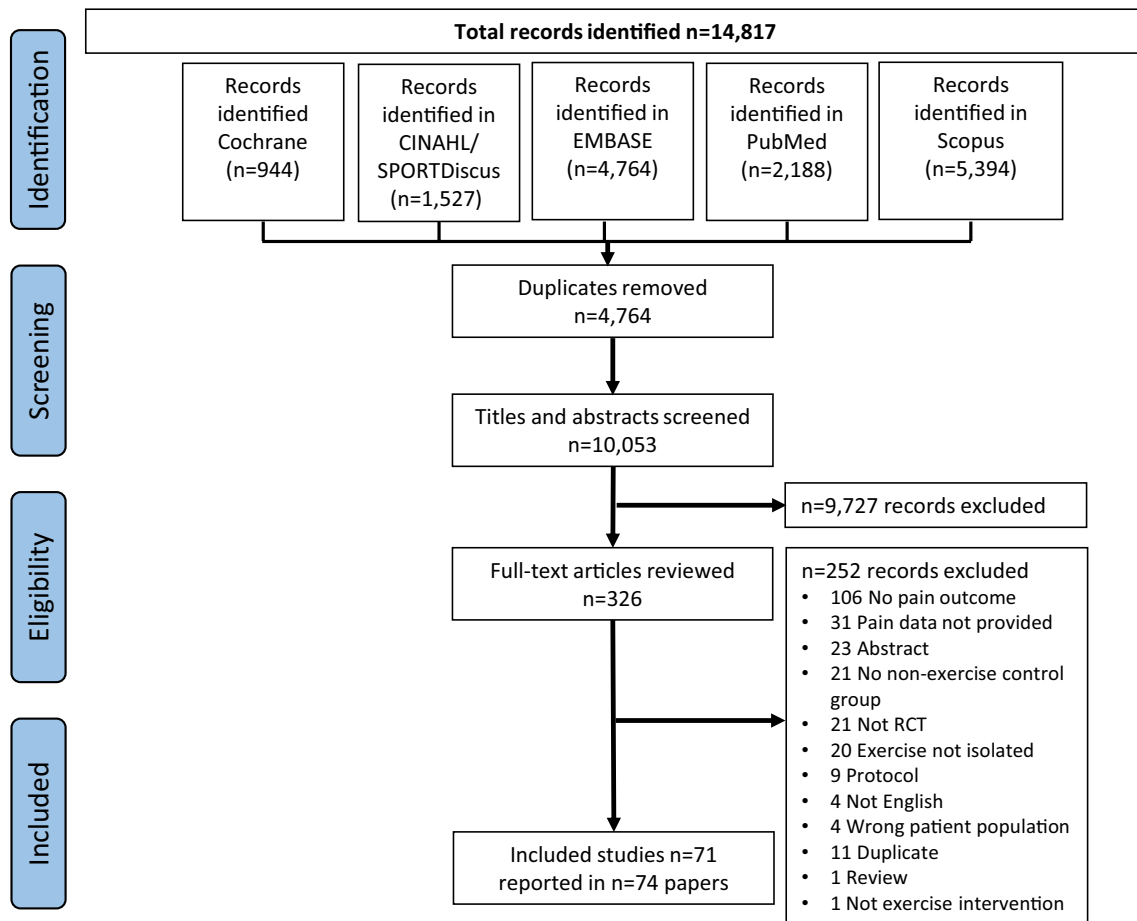 Total records identified n=14,817
Identification
Records
identified
Cochrane
(n=944)
Records
identified in
CINAHL/
SPORTDiscus
(n=1,527)
Records
identified in
EMBASE
(n=4,764)
Records
identified in
PubMed
(n=2,188)
Records
identified in
Scopus
(n=5,394)
Screening
Duplicates removed
n=4,764
Titles and abstracts screened
n=10,053
n=9,727 records excluded
Eligibility
Full-text articles reviewed
n=326
n=252 records excluded
• 106 No pain outcome
• 31 Pain data not provided
• 23 Abstract
• 21 No non-exercise control
group
• 21 Not RCT
• 20 Exercise not isolated
• 9 Protocol
• 4 Not English
• 4 Wrong patient population
• 11 Duplicate
• 1 Review
• 1 Not exercise intervention
Included
Included studies n=71
reported in n=74 papers